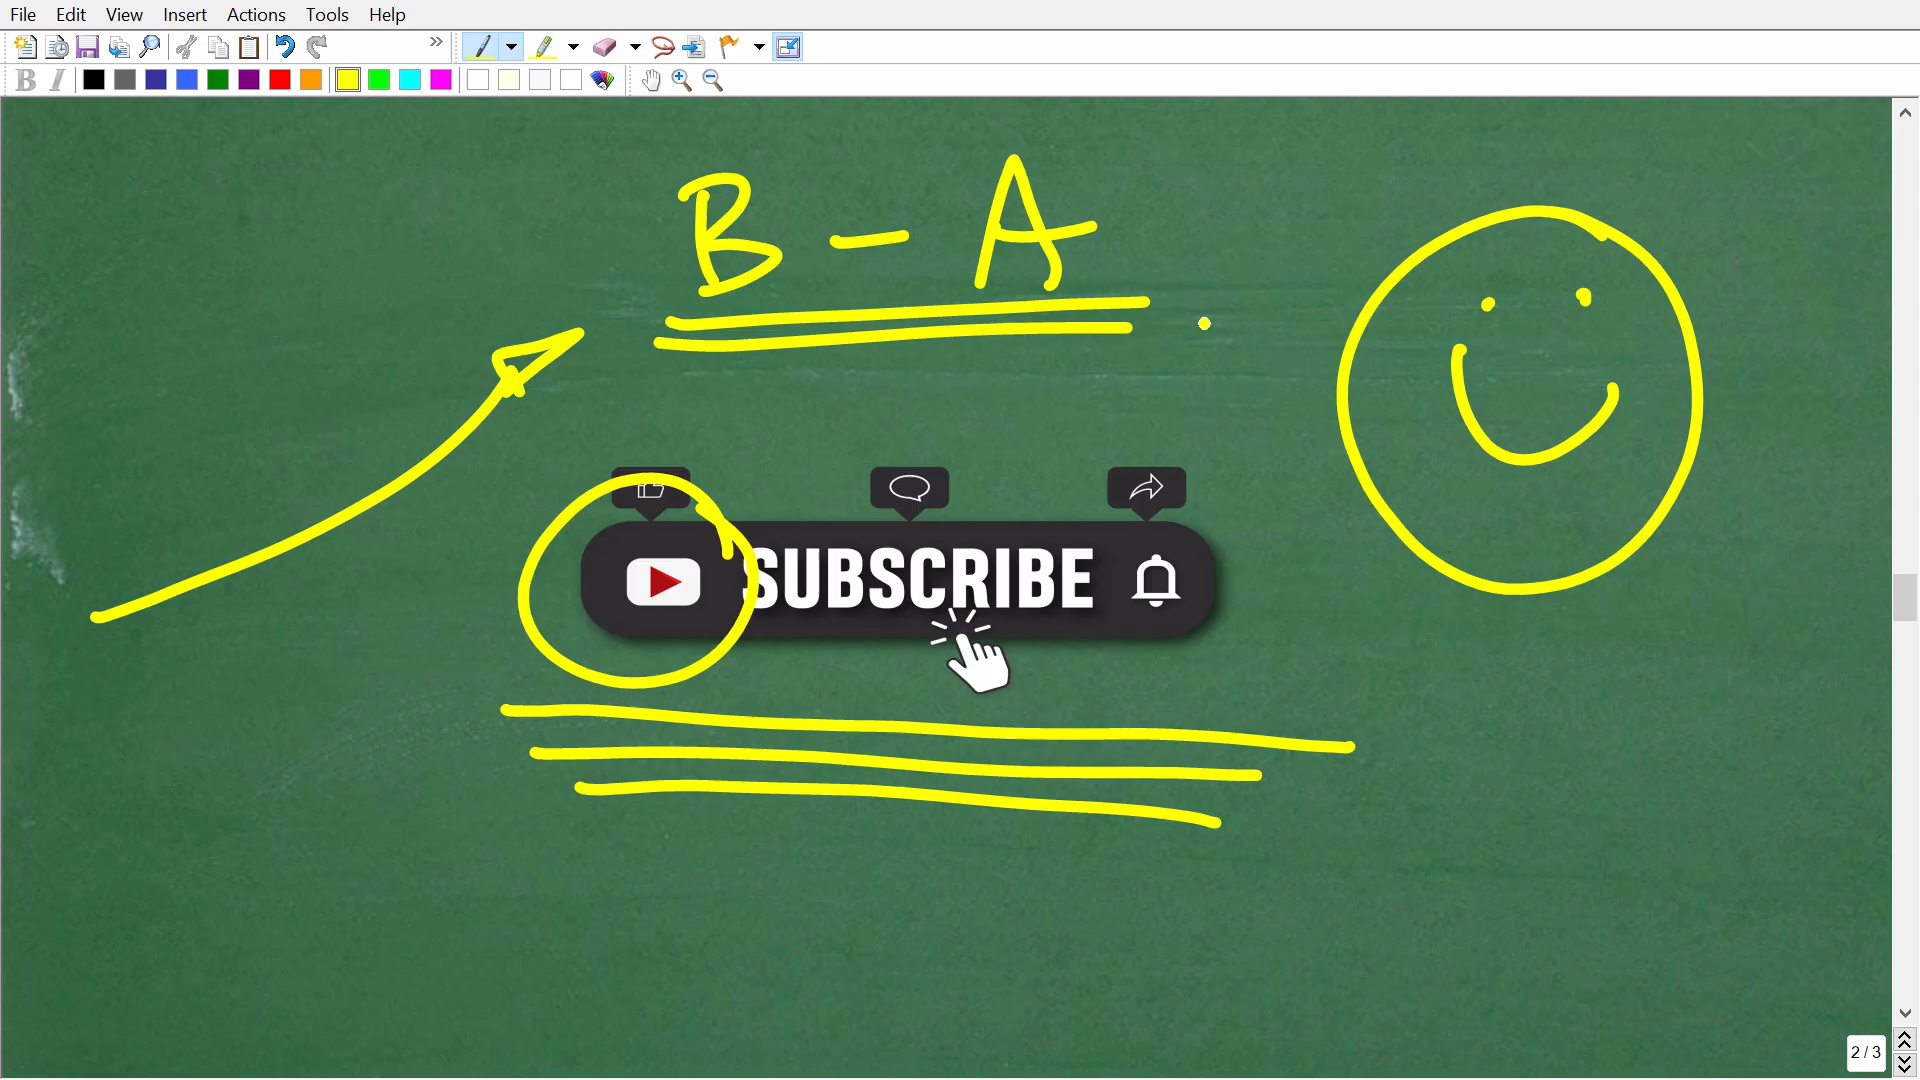 File Edit View Insert Actions Tools Help
B I
B - A
SUBSCRIBE
2 / 3